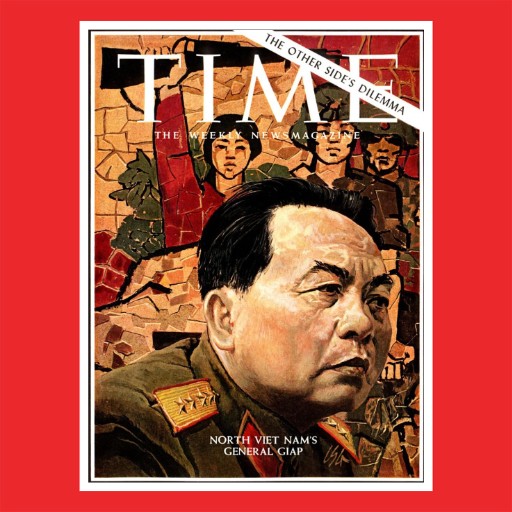 THE OTHER SIDE'S DILEMMA
TIME
THE WEEKLY NEWSMAGAZINE
NORTH VIET NAM'S
GENERAL GIAP